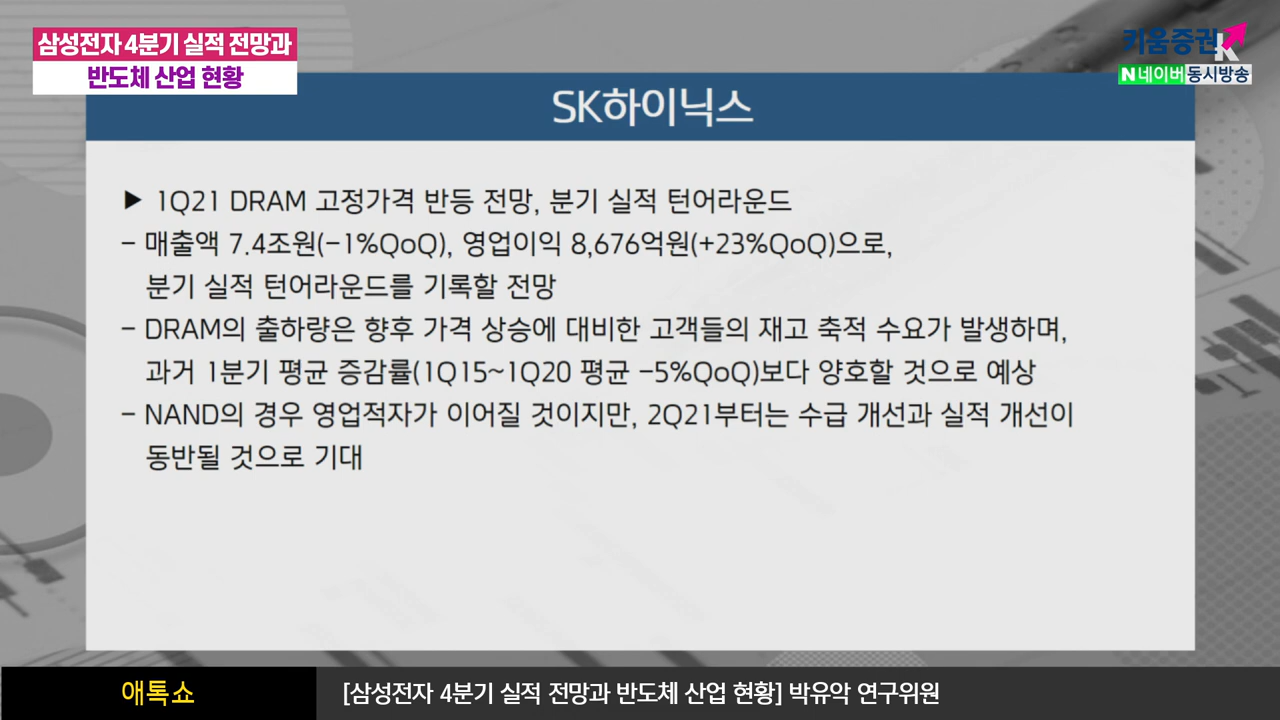 삼성전자 4분기 실적 전망과
반도체 산업 현황
키움증권
K
N 네이버 동시방송
SK하이닉스
▶ 1Q21 DRAM 고정가격 반등 전망, 분기 실적 턴어라운드
- 매출액 7.4조원(-1%QoQ), 영업이익 8,676억원(+23%QoQ)으로,
분기 실적 턴어라운드를 기록할 전망
- DRAM의 출하량은 향후 가격 상승에 대비한 고객들의 재고 축적 수요가 발생하며,
과거 1분기 평균 증감률(1Q15~1Q20 평균 -5%QoQ)보다 양호할 것으로 예상
- NAND의 경우 영업적자가 이어질 것이지만, 2Q21부터는 수급 개선과 실적 개선이
동반될 것으로 기대
애톡쇼
[삼성전자 4분기 실적 전망과 반도체 산업 현황] 박유악 연구위원